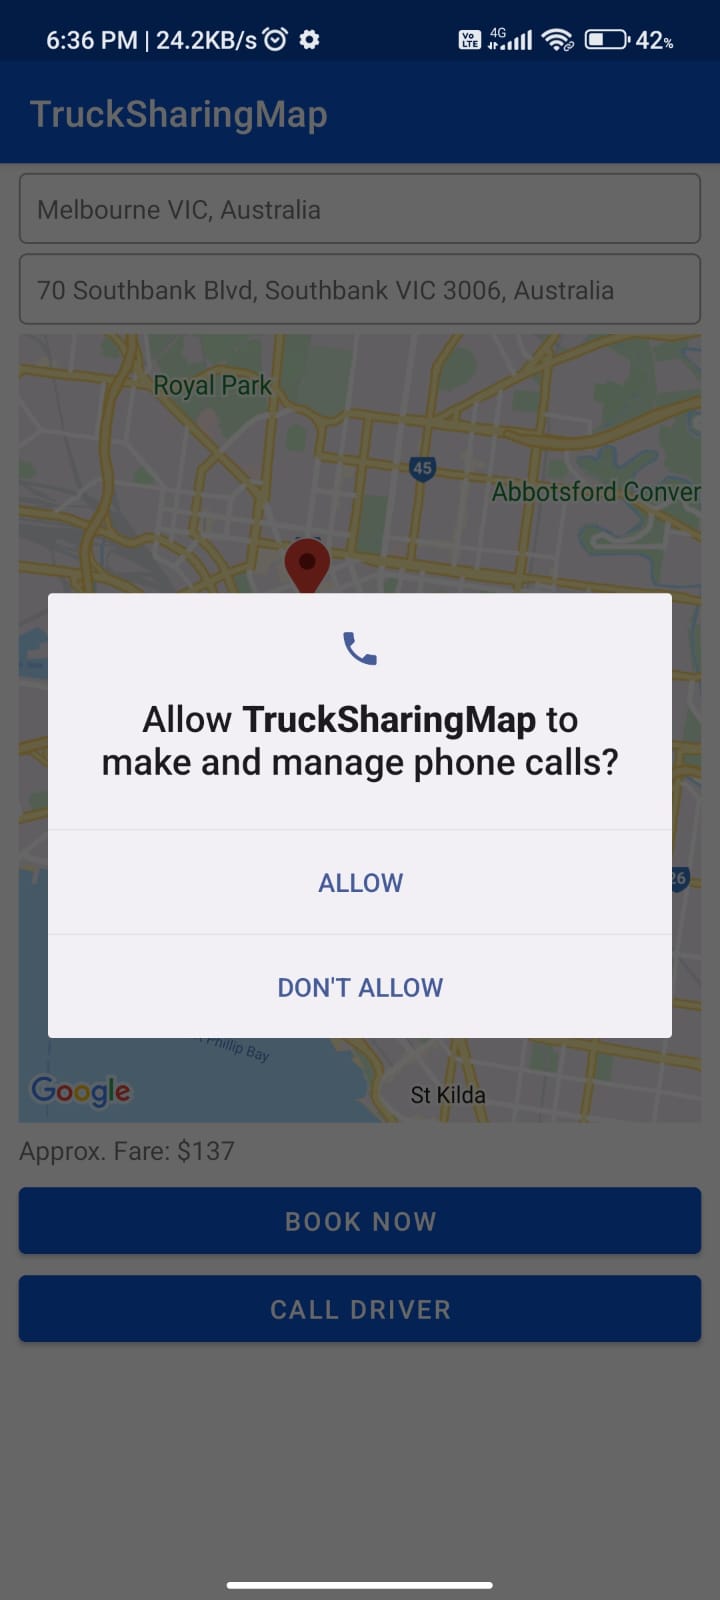 6:36 PM | 24.2KB/s
Vo LTE 4G 42%
TruckSharingMap
Melbourne VIC, Australia
70 Southbank Blvd, Southbank VIC 3006, Australia
Royal Park
45
Abbotsford Conver
Allow TruckSharingMap to
make and manage phone calls?
ALLOW
26
DON'T ALLOW
Phillip Bay
Google
St Kilda
Approx. Fare: $137
BOOK NOW
CALL DRIVER